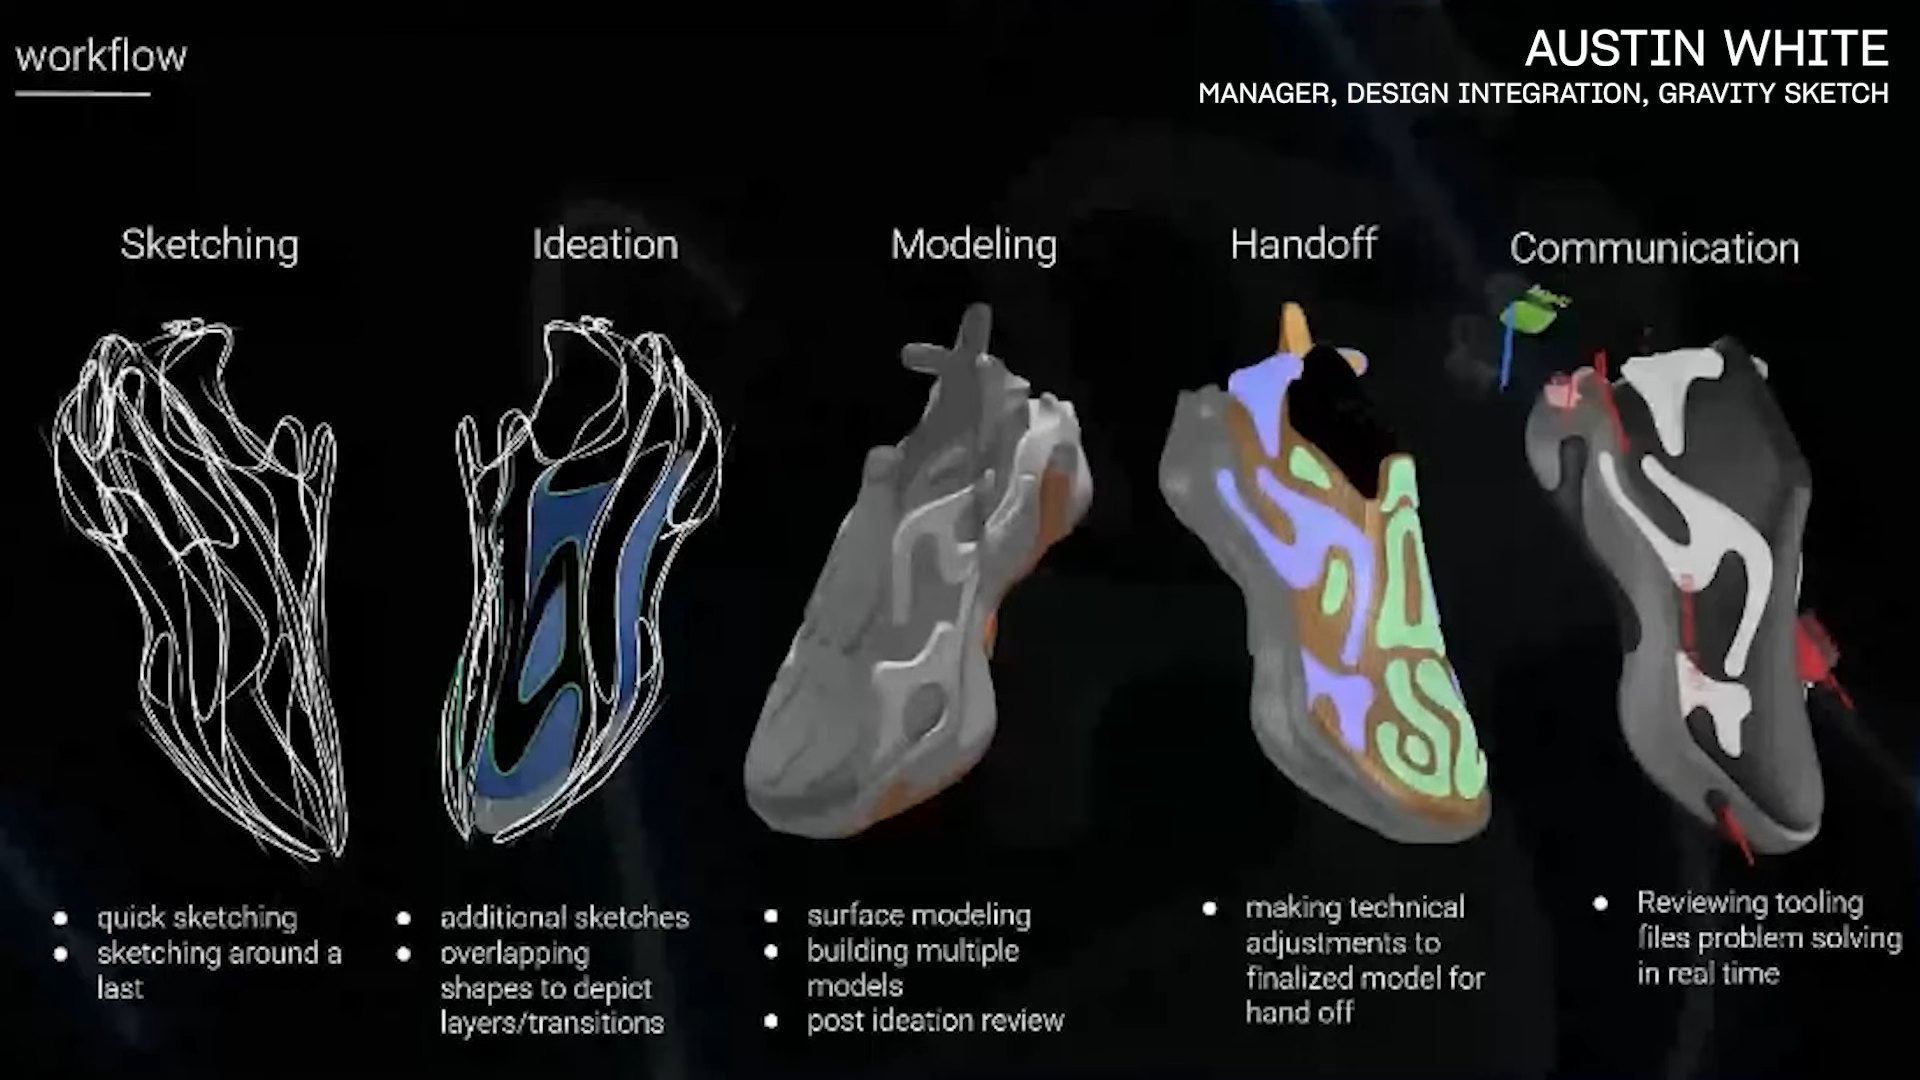 workflow
AUSTIN WHITE
MANAGER, DESIGN INTEGRATION, GRAVITY SKETCH
Sketching
Ideation
Modeling
Handoff
Communication
• quick sketching
• sketching around a
last
• additional sketches
• overlapping
shapes to depict
layers/transitions
• surface modeling
• building multiple
models
• post ideation review
• making technical
adjustments to
finalized model for
hand off
• Reviewing tooling
files problem solving
in real time